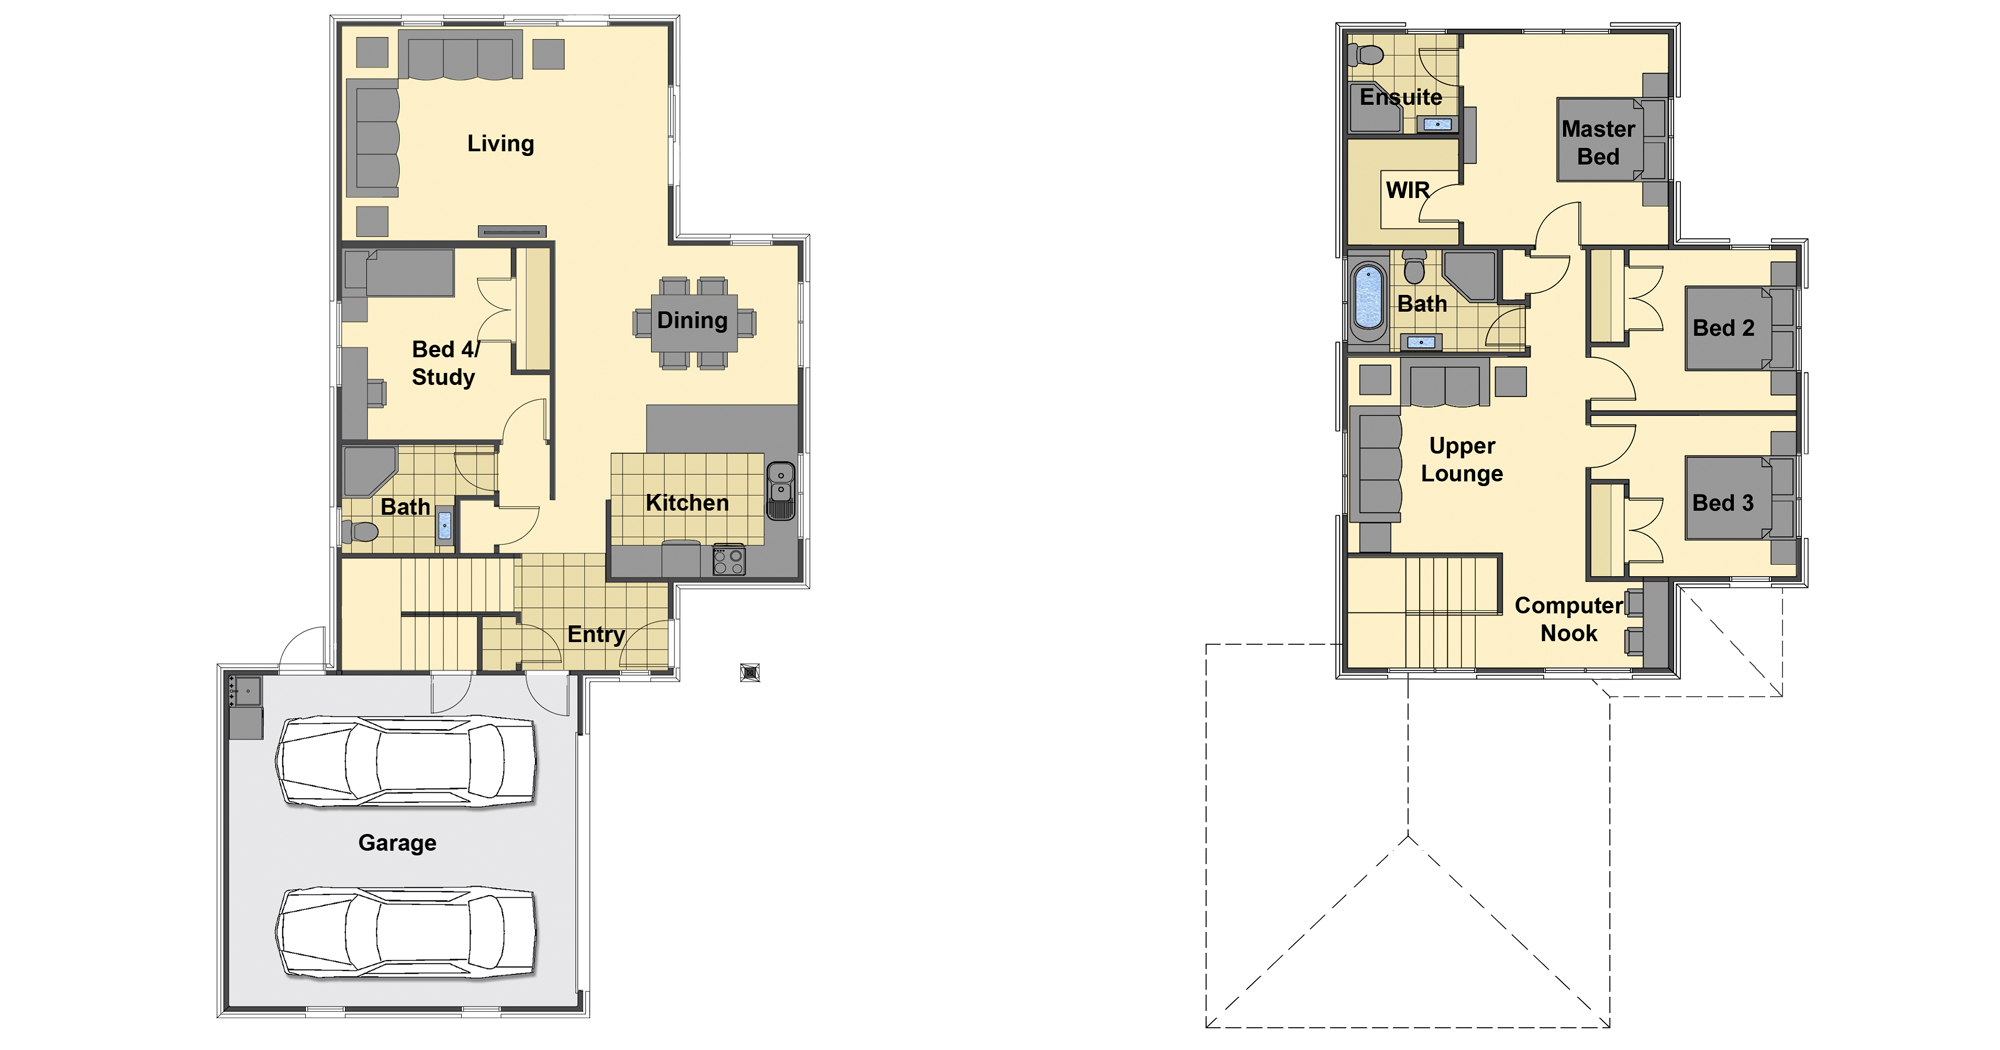 Living
Bed 4/
Study
Dining
Bath
Kitchen
Entry
Garage
Ensuite
Master
Bed
WIR
Bath
Bed 2
Upper
Lounge
Bed 3
Computer
Nook